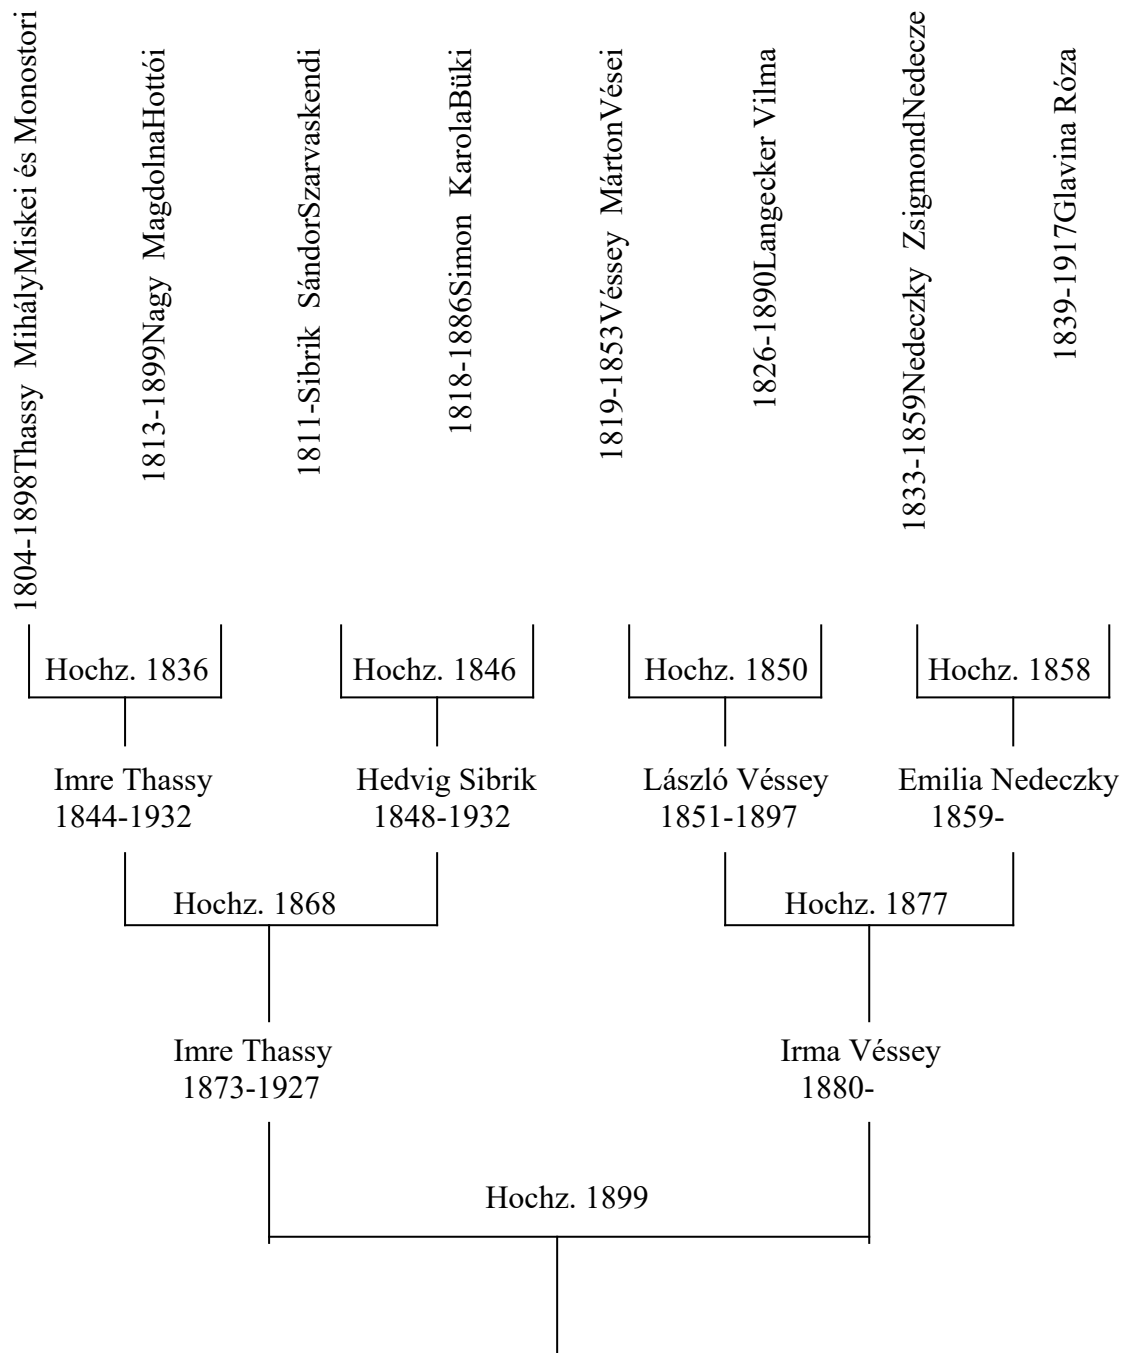 1804-1898Thassy MihályMiskei és Monostori
1813-1899Nagy MagdolnaHottói
1811-Sibrik SándorSzarvaskendi
1818-1886Simon KarolaBüki
1819-1853Véssey MártonVései
1826-1890Langecker Vilma
1833-1859Nedeczky ZsigmondNedecze
1839-1917Glavina Róza
Hochz. 1836
Hochz. 1846
Hochz. 1850
Hochz. 1858
Imre Thassy
1844-1932
Hedvig Sibrik
1848-1932
László Véssey
1851-1897
Emilia Nedeczky
1859-
Hochz. 1868
Hochz. 1877
Imre Thassy
1873-1927
Irma Véssey
1880-
Hochz. 1899